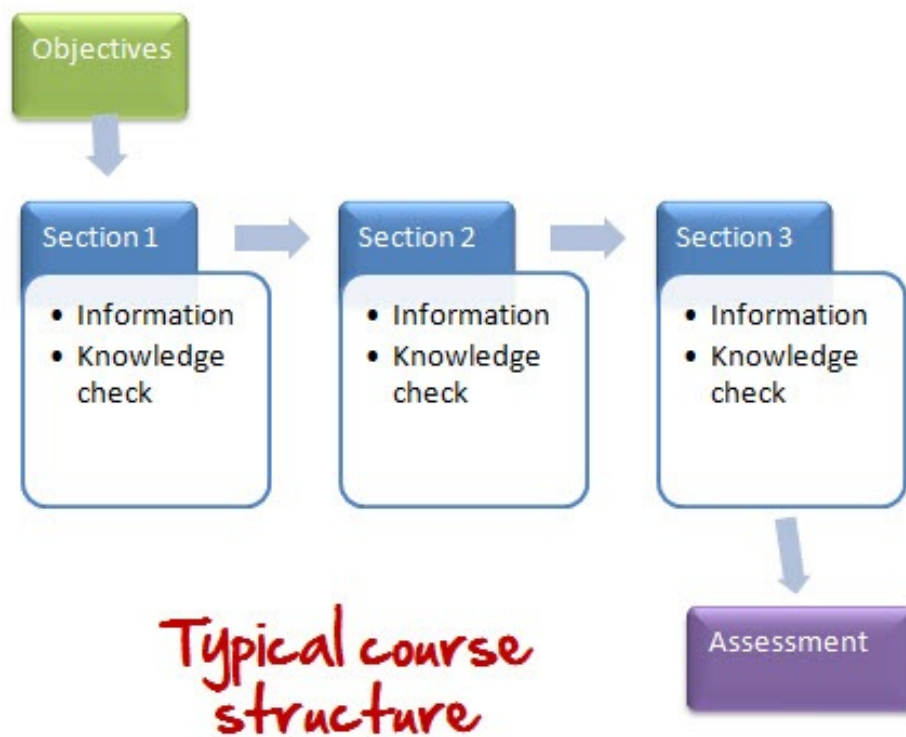 Objectives
Section 1
• Information
• Knowledge
check
Section 2
• Information
• Knowledge
check
Section 3
• Information
• Knowledge
check
Typical course
structure
Assessment